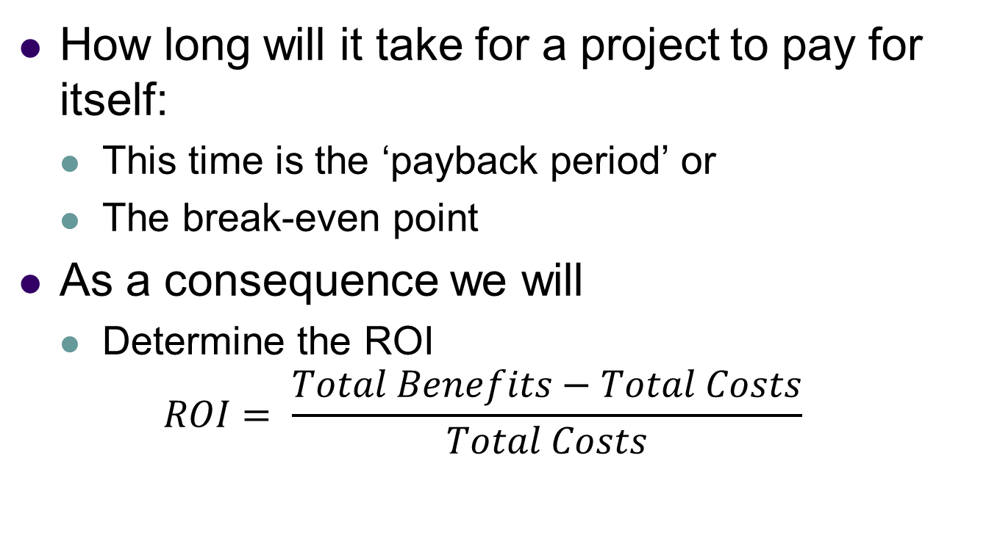 ● How long will it take for a project to pay for
itself:
● This time is the ‘payback period’ or
● The break-even point
● As a consequence we will
● Determine the ROI
ROI = (Total Benefits − Total Costs) / Total Costs